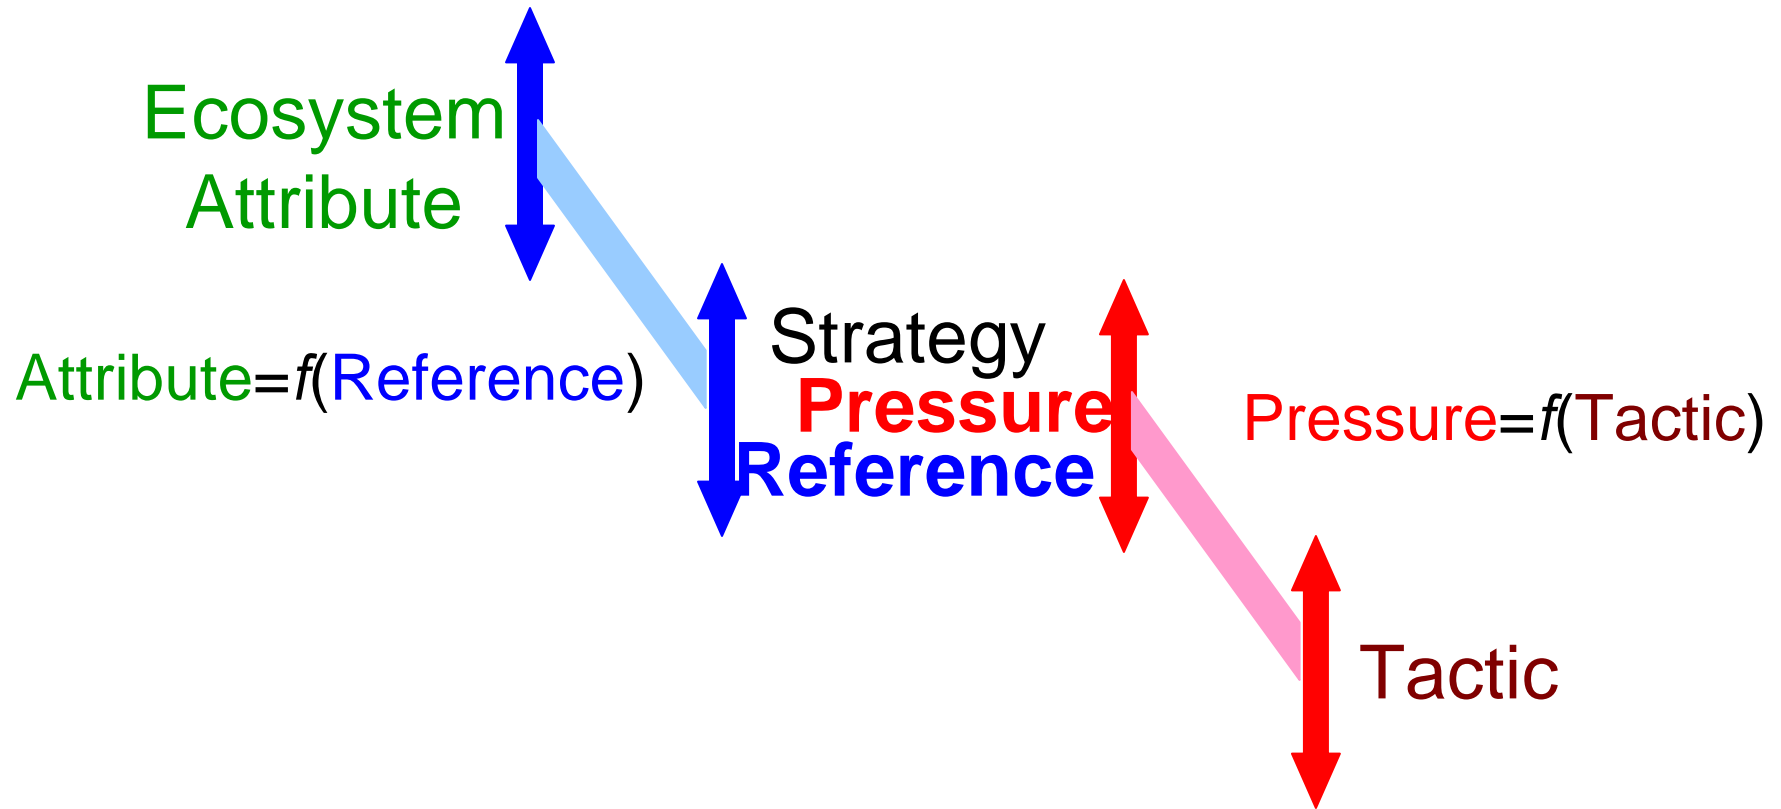 Ecosystem
Attribute
Attribute=f(Reference)
Strategy
Pressure
Reference
Pressure=f(Tactic)
Tactic